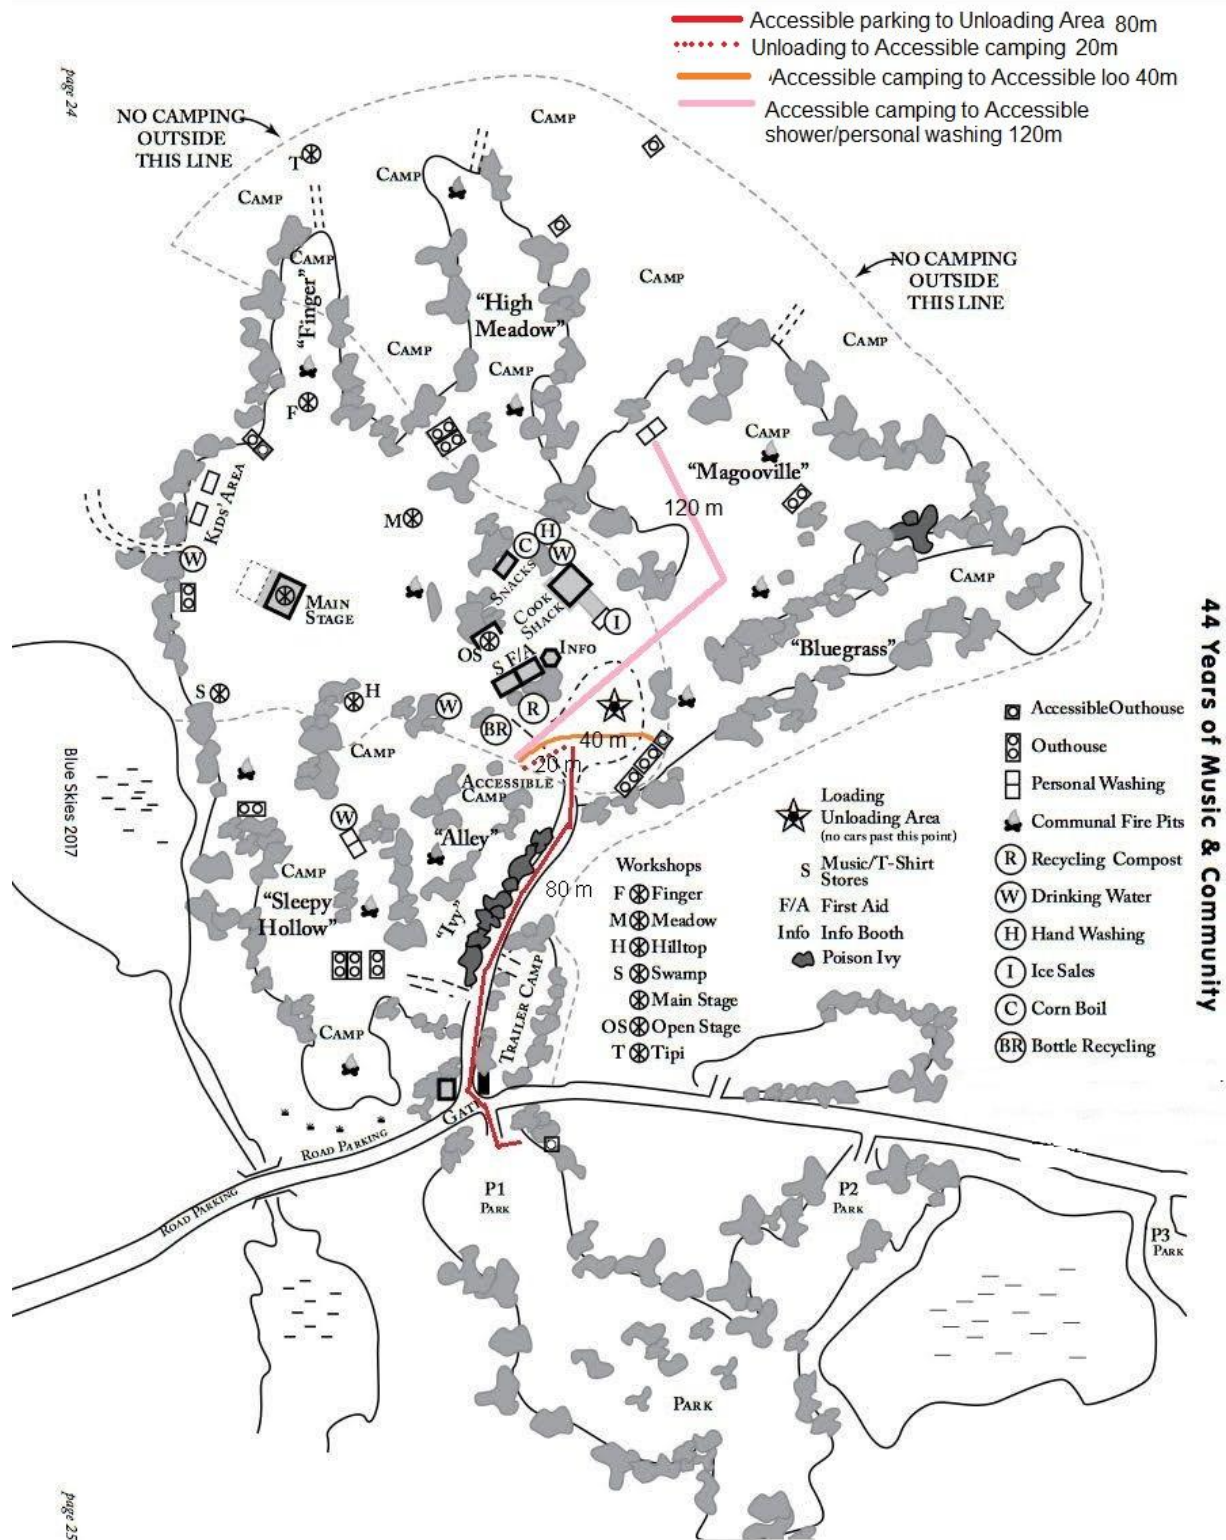 Accessible parking to Unloading Area 80m
Unloading to Accessible camping 20m
Accessible camping to Accessible loo 40m
Accessible camping to Accessible
shower/personal washing 120m
page 24
NO CAMPING
OUTSIDE
THIS LINE
T
CAMP
CAMP
CAMP
CAMP
"Finger"
"High
Meadow"
CAMP
NO CAMPING
OUTSIDE
THIS LINE
CAMP
CAMP
CAMP
F
CAMP
"Magooville"
KIDS' AREA
M
120 m
H
C
W
W
SNACKS
COOK
SHACK
CAMP
MAIN
STAGE
I
OS
INFO
S F/A
"Bluegrass"
S
H
W
R
BR
40 m
CAMP
20 m
ACCESSIBLE
CAMP
W
"Alley"
CAMP
"Sleepy
Hollow"
"Ivy"
80 m
TRAILER CAMP
CAMP
GATE
ROAD PARKING
ROAD PARKING
P1
PARK
P2
PARK
P3
PARK
PARK
Blue Skies 2017
44 Years of Music & Community
Loading
Unloading Area
(no cars past this point)
S Music/T-Shirt
Stores
F/A First Aid
Info Info Booth
Poison Ivy
Workshops
F Finger
M Meadow
H Hilltop
S Swamp
Main Stage
OS Open Stage
T Tipi
AccessibleOuthouse
Outhouse
Personal Washing
Communal Fire Pits
R Recycling Compost
W Drinking Water
H Hand Washing
I Ice Sales
C Corn Boil
BR Bottle Recycling
page 25